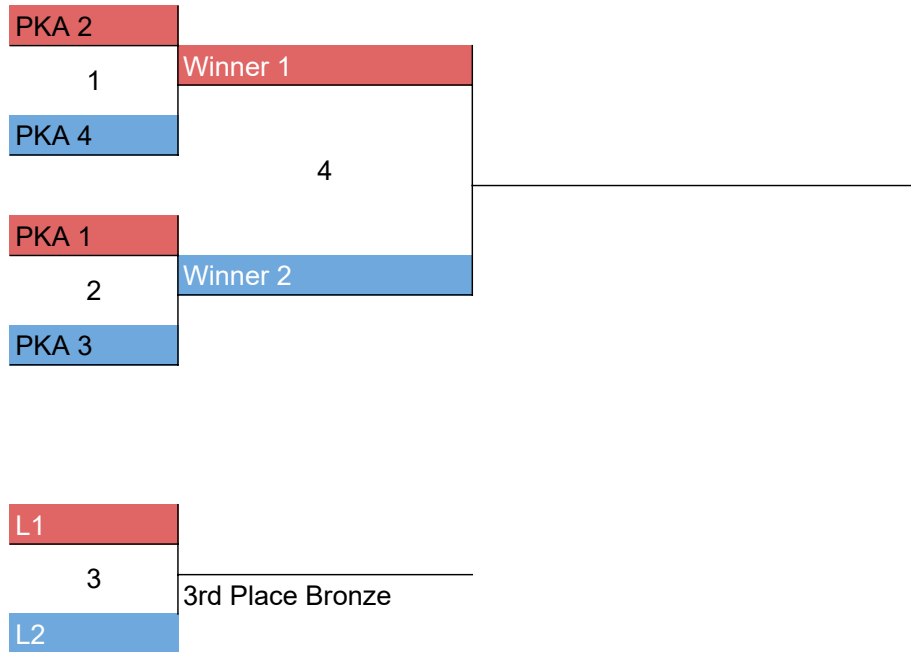 PKA 2
1
PKA 4
Winner 1
4
PKA 1
2
PKA 3
Winner 2
L1
3
L2
3rd Place Bronze